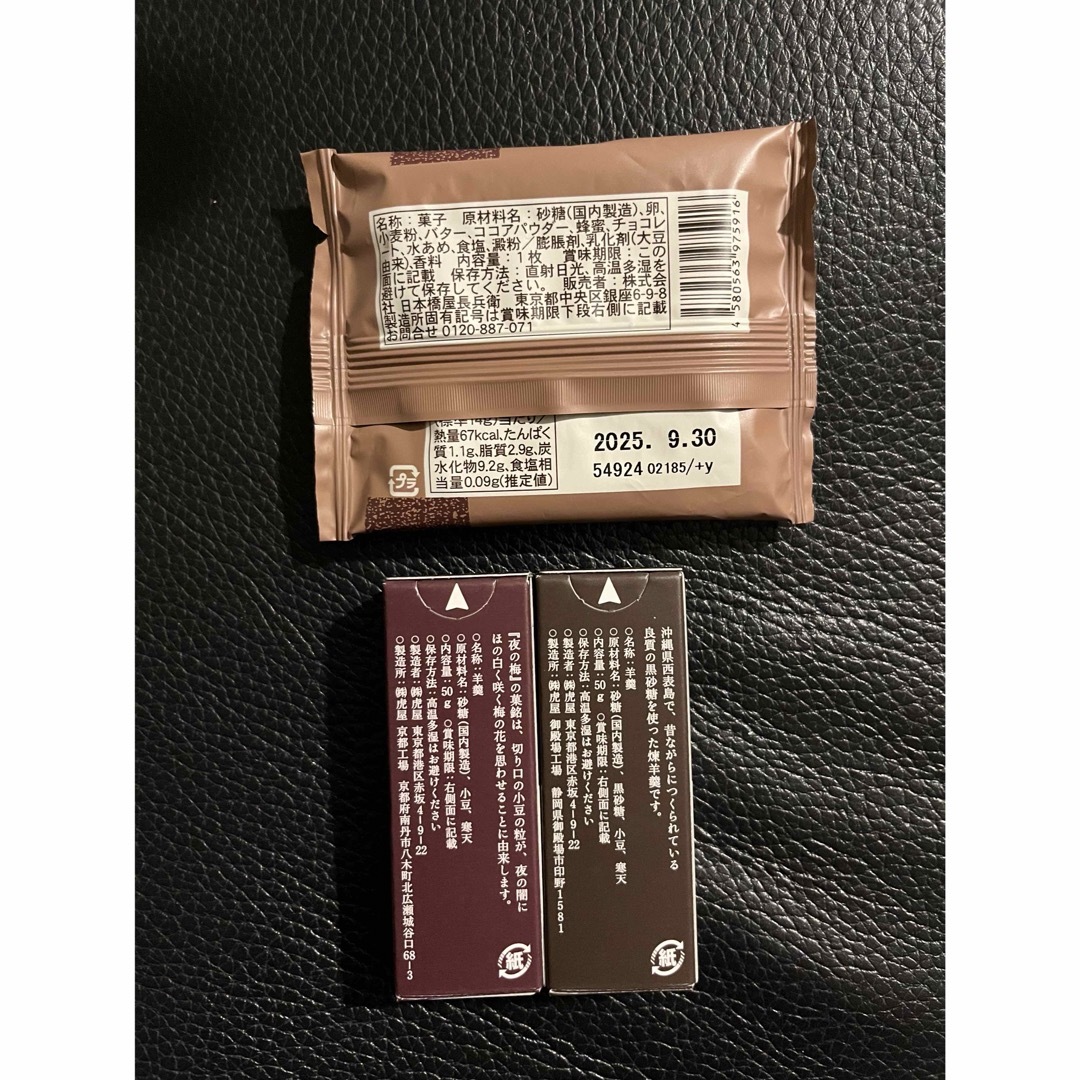 名称:菓子 原材料名:砂糖(国内製造)、卵、
小麦粉、バター、ココアパウダー、蜂蜜、チョコレ
ート、水あめ、食塩、澱粉/膨脹剤、乳化剤(大豆
由来)、香料 内容量:1枚 賞味期限:この
面に記載 保存方法:直射日光、高温多湿を
避けて保存してください。 販売者:株式会
社 日本橋屋長兵衛 東京都中央区銀座6-9-8
製造所固有記号は賞味期限下段右側に記載
お問合せ 0120-887-071
4 580563 975916
(標準14g)当たり/
熱量67kcal、たんぱく
質1.1g、脂質2.9g、炭
水化物9.2g、食塩相
当量0.09g(推定値)
プラ
2025. 9.30
54924 02185/+y
『夜の梅』の菓銘は、切り口の小豆の粒が、夜の闇に
ほの白く咲く梅の花を思わせることに由来します。
○名称:羊羹
○原材料名:砂糖(国内製造)、小豆、寒天
○内容量:50g ○賞味期限:右側面に記載
○保存方法:高温多湿はお避けください
○製造者:㈱虎屋 東京都港区赤坂4-9-22
○製造所:㈱虎屋 京都工場 京都府南丹市八木町北広瀬城谷口68-3
紙
沖縄県西表島で、昔ながらにつくられている
良質の黒砂糖を使った煉羊羹です。
○名称:羊羹
○原材料名:砂糖(国内製造)、黒砂糖、小豆、寒天
○内容量:50g ○賞味期限:右側面に記載
○保存方法:高温多湿はお避けください
○製造者:㈱虎屋 東京都港区赤坂4-9-22
○製造所:㈱虎屋 御殿場工場 静岡県御殿場市印野1581
紙